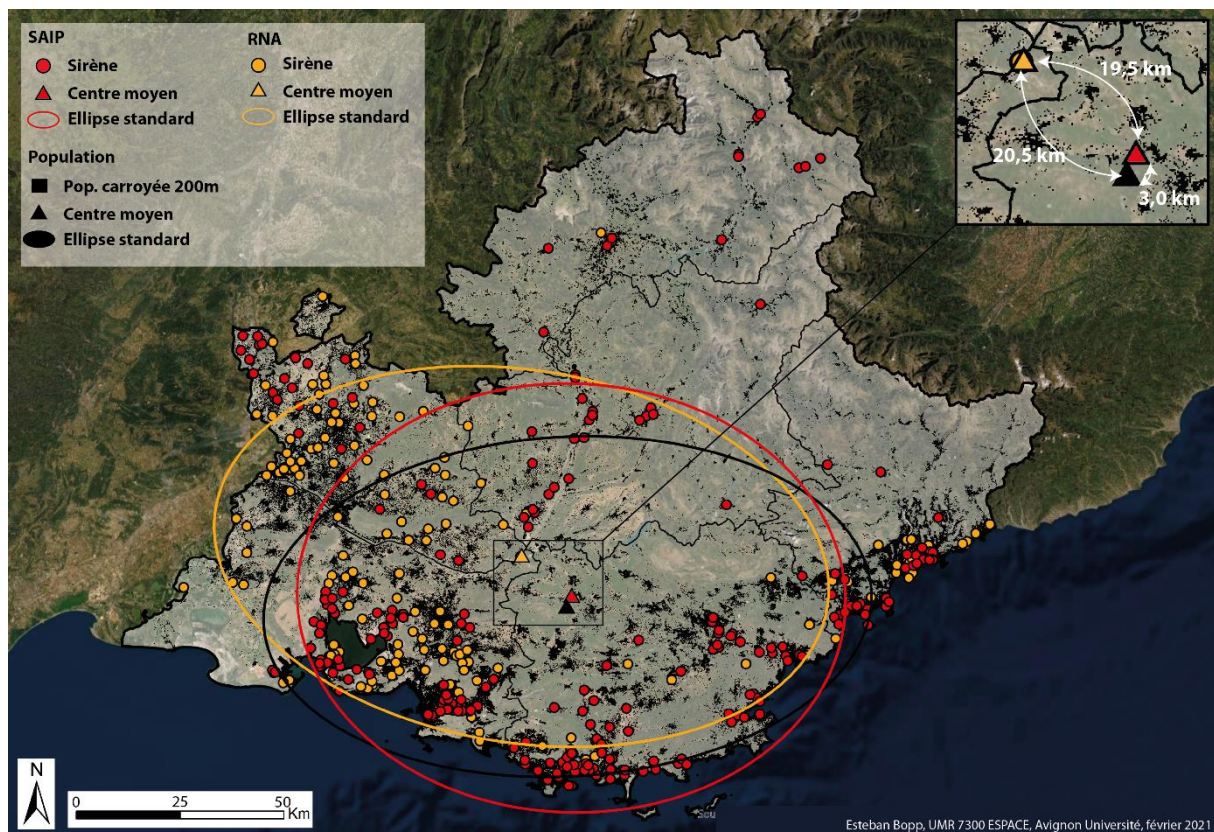 SAIP
Sirène
Centre moyen
Ellipse standard
RNA
Sirène
Centre moyen
Ellipse standard
Population
Pop. carroyée 200m
Centre moyen
Ellipse standard
19,5 km
20,5 km
3,0 km
N
0 25 50
Km
Esteban Bopp, UMR 7300 ESPACE, Avignon Université, février 2021